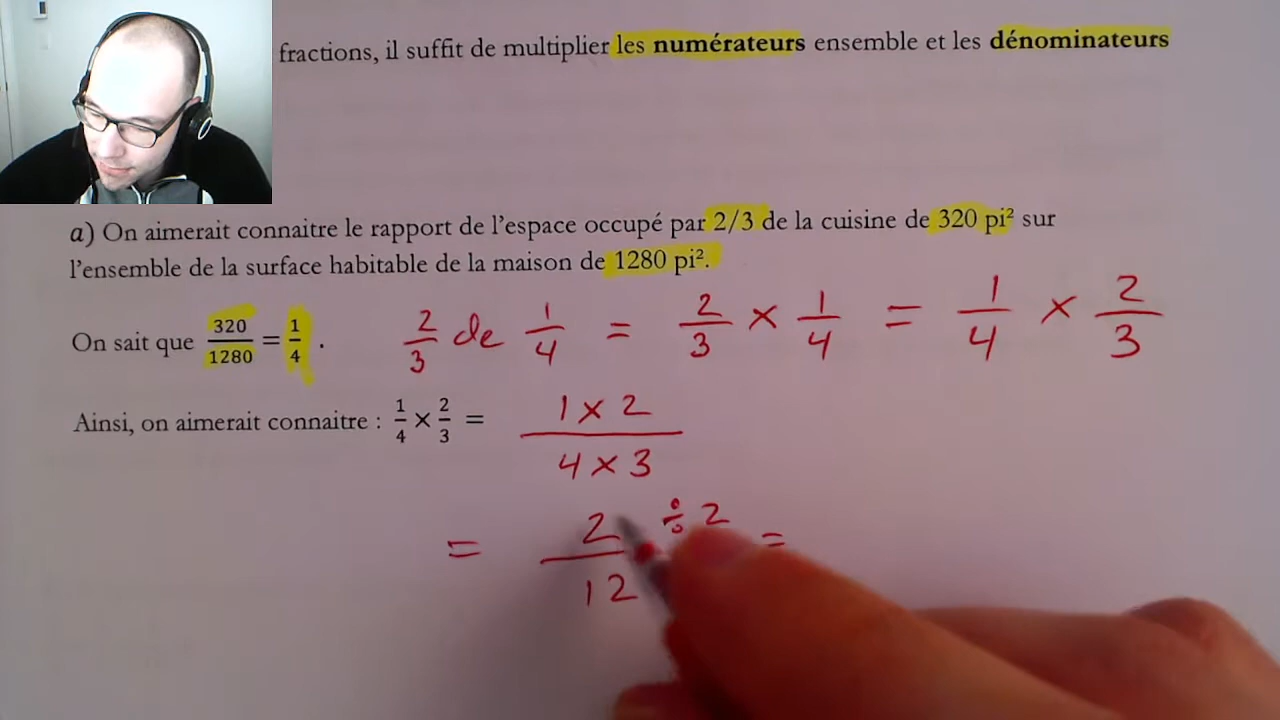 fractions, il suffit de multiplier les numérateurs ensemble et les dénominateurs
a) On aimerait connaitre le rapport de l'espace occupé par 2/3 de la cuisine de 320 pi² sur
l'ensemble de la surface habitable de la maison de 1280 pi².
On sait que 320/1280 = 1/4 . 2/3 de 1/4 = 2/3 × 1/4 = 1/4 × 2/3
Ainsi, on aimerait connaitre : 1/4 × 2/3 = 1 × 2 / 4 × 3
= 2/12 ÷ 2 =